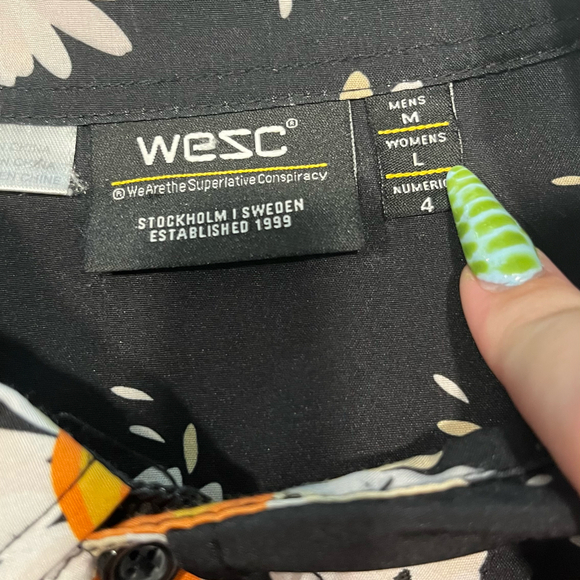 wesc®
® WeAretheSuperlativeConspiracy
STOCKHOLM | SWEDEN
ESTABLISHED 1999
MENS
M
WOMENS
L
NUMERIC
4